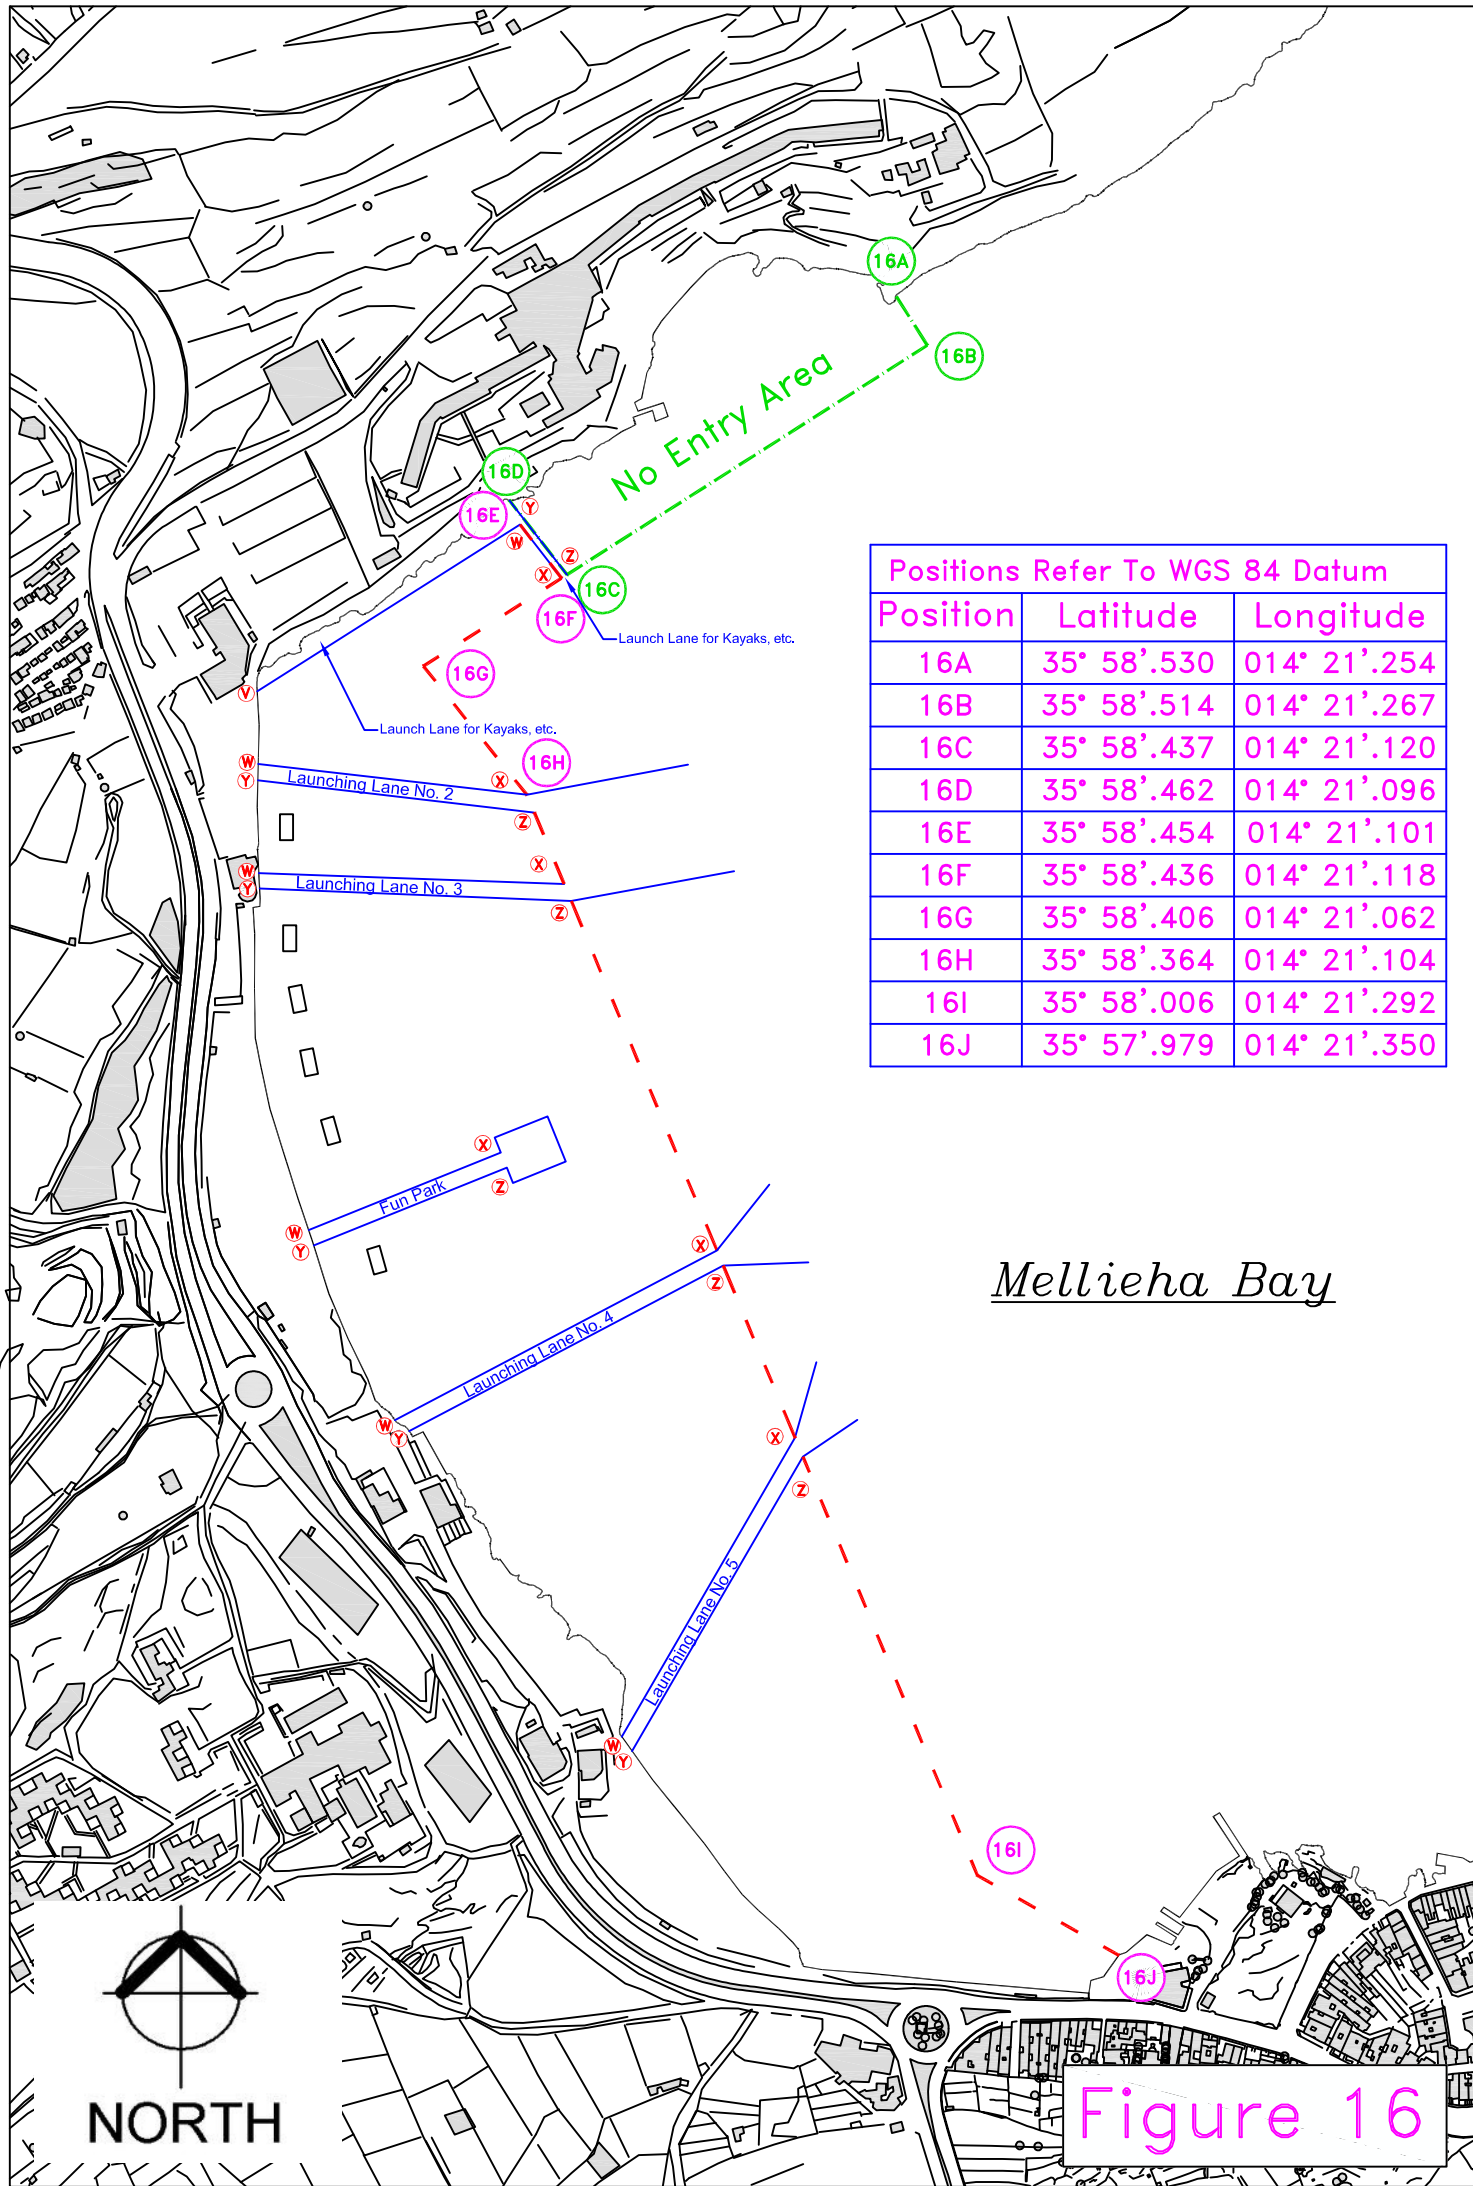 16A
16B
No Entry Area
16D
16E
Y
W
Z
X
16C
16F
Launch Lane for Kayaks, etc.
16G
V
Launch Lane for Kayaks, etc.
16H
W
Y
Launching Lane No. 2
X
Z
W
Y
Launching Lane No. 3
X
Z
Positions Refer To WGS 84 Datum
Position Latitude Longitude
16A 35° 58'.530 014° 21'.254
16B 35° 58'.514 014° 21'.267
16C 35° 58'.437 014° 21'.120
16D 35° 58'.462 014° 21'.096
16E 35° 58'.454 014° 21'.101
16F 35° 58'.436 014° 21'.118
16G 35° 58'.406 014° 21'.062
16H 35° 58'.364 014° 21'.104
16I 35° 58'.006 014° 21'.292
16J 35° 57'.979 014° 21'.350
X
Z
Fun Park
W
Y
X
Z
Mellieha Bay
Launching Lane No. 4
W
Y
X
Z
Launching Lane No. 5
W
Y
16I
16J
NORTH
Figure 16